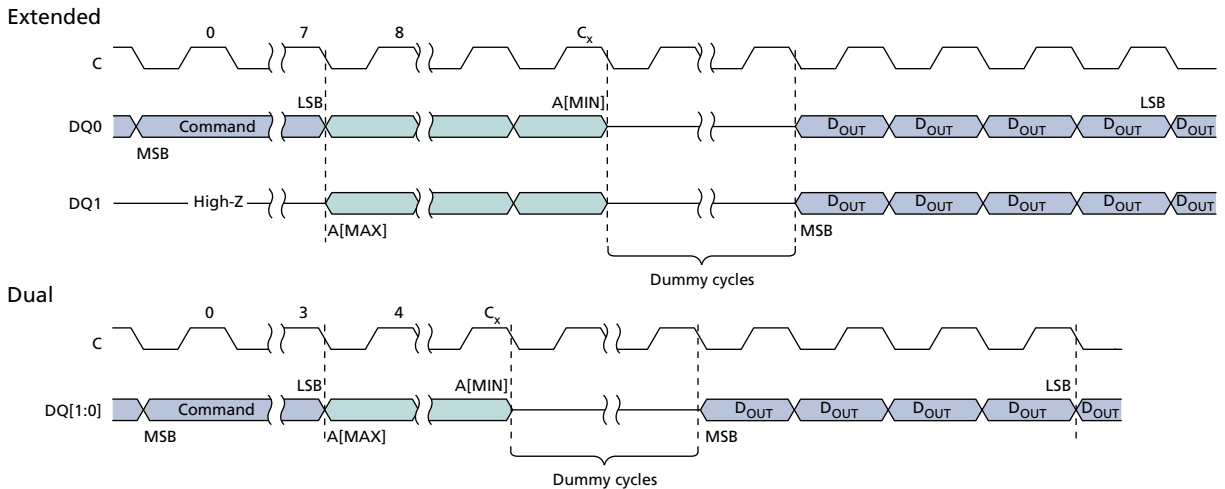 Extended
0 7 8 Cx
C
LSB A[MIN] LSB
DQ0 Command DOUT DOUT DOUT DOUT DOUT
MSB
DQ1 High-Z DOUT DOUT DOUT DOUT DOUT
A[MAX] MSB
Dummy cycles
Dual
0 3 4 Cx
C
LSB A[MIN] LSB
DQ[1:0] Command DOUT DOUT DOUT DOUT DOUT
MSB A[MAX] MSB
Dummy cycles